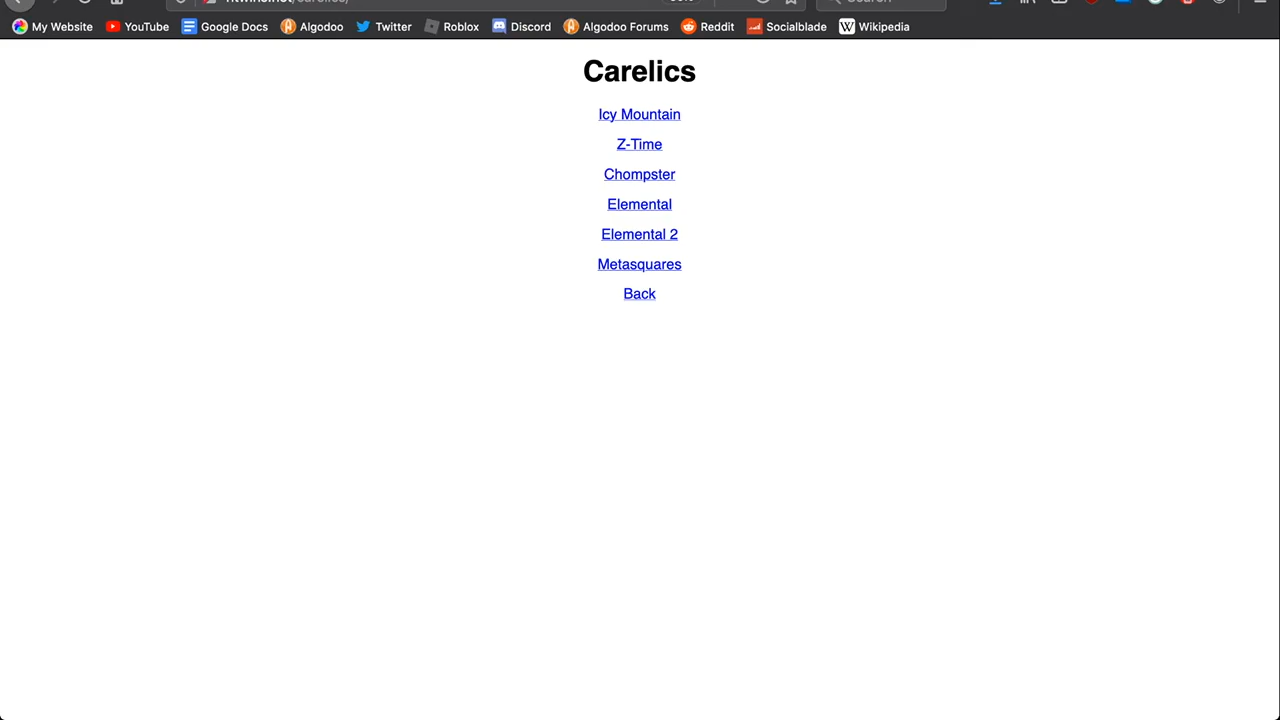 My Website YouTube Google Docs Algodoo Twitter Roblox Discord Algodoo Forums Reddit Socialblade Wikipedia
Carelics
Icy Mountain
Z-Time
Chompster
Elemental
Elemental 2
Metasquares
Back